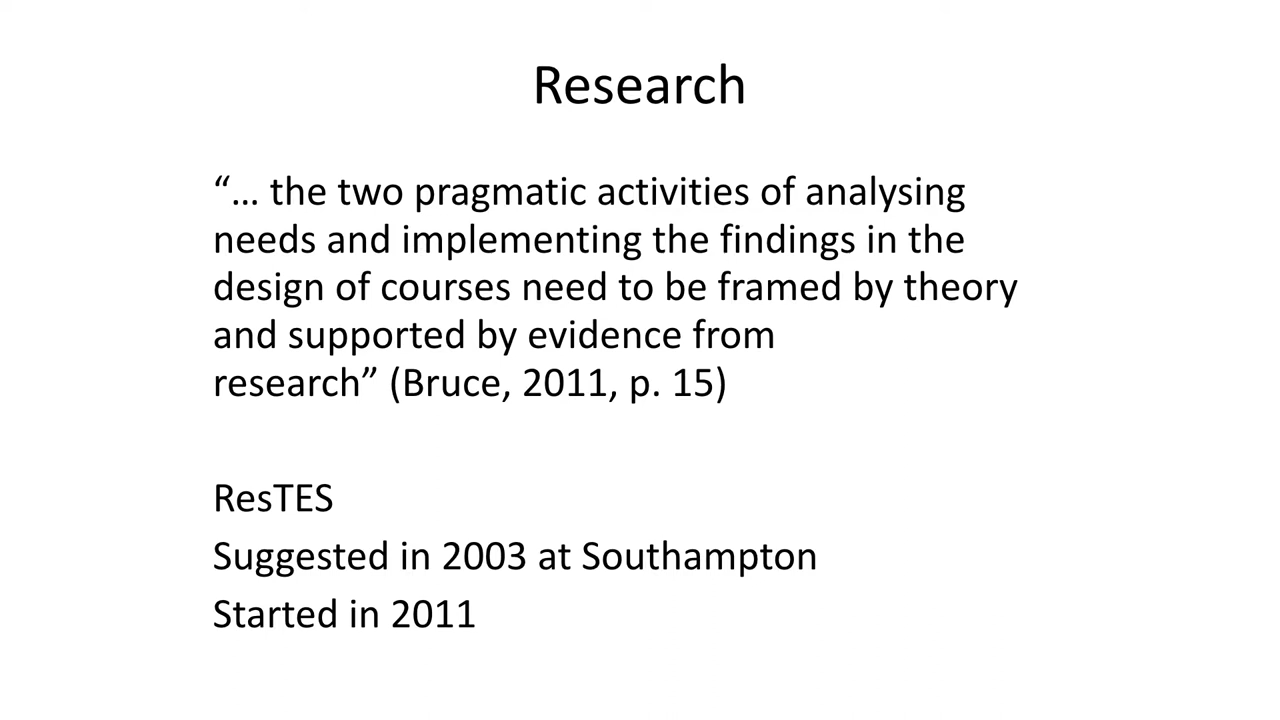 Research
“... the two pragmatic activities of analysing
needs and implementing the findings in the
design of courses need to be framed by theory
and supported by evidence from
research” (Bruce, 2011, p. 15)
ResTES
Suggested in 2003 at Southampton
Started in 2011